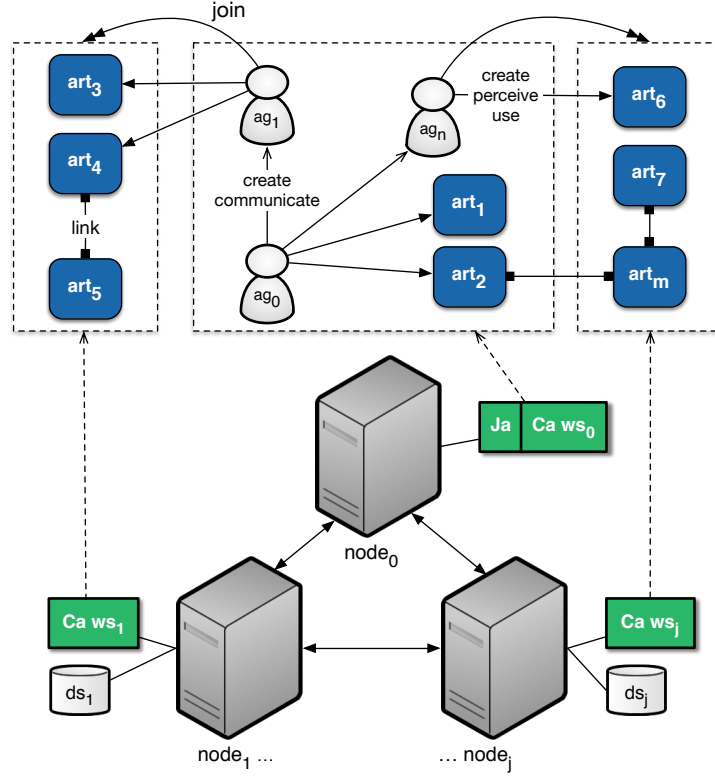 join
art3
ag1
create
perceive
use
art6
agn
art4
art7
create
communicate
art1
link
art5
ag0
art2
artm
Ja
Ca ws0
node0
Ca ws1
Ca wsj
ds1
dsj
node1 ...
... nodej